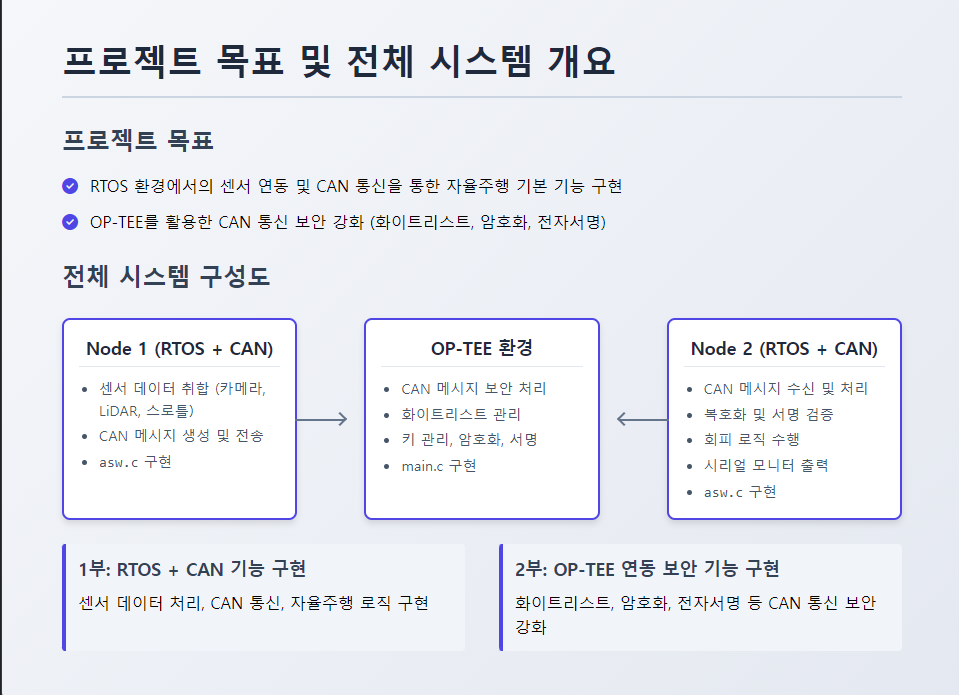 프로젝트 목표 및 전체 시스템 개요
프로젝트 목표
RTOS 환경에서의 센서 연동 및 CAN 통신을 통한 자율주행 기본 기능 구현
OP-TEE를 활용한 CAN 통신 보안 강화 (화이트리스트, 암호화, 전자서명)
전체 시스템 구성도
Node 1 (RTOS + CAN)
센서 데이터 취합 (카메라,
LiDAR, 스로틀)
CAN 메시지 생성 및 전송
asw.c 구현
OP-TEE 환경
CAN 메시지 보안 처리
화이트리스트 관리
키 관리, 암호화, 서명
main.c 구현
Node 2 (RTOS + CAN)
CAN 메시지 수신 및 처리
복호화 및 서명 검증
회피 로직 수행
시리얼 모니터 출력
asw.c 구현
1부: RTOS + CAN 기능 구현
센서 데이터 처리, CAN 통신, 자율주행 로직 구현
2부: OP-TEE 연동 보안 기능 구현
화이트리스트, 암호화, 전자서명 등 CAN 통신 보안
강화